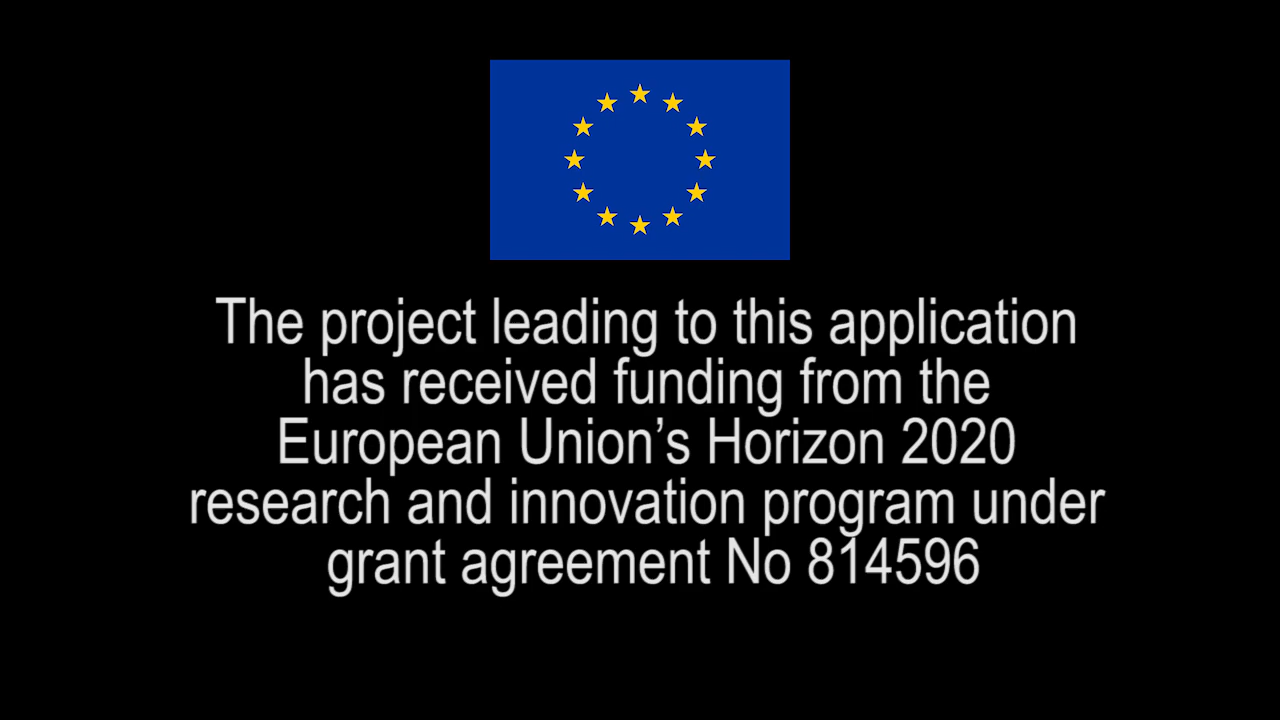 The project leading to this application
has received funding from the
European Union’s Horizon 2020
research and innovation program under
grant agreement No 814596